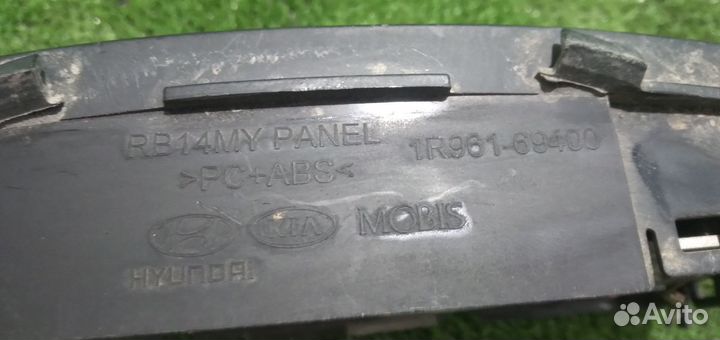 RB14MY PANEL 1R961-69400
>PC+ABS<
KIA MOBIS
HYUNDAI
Avito